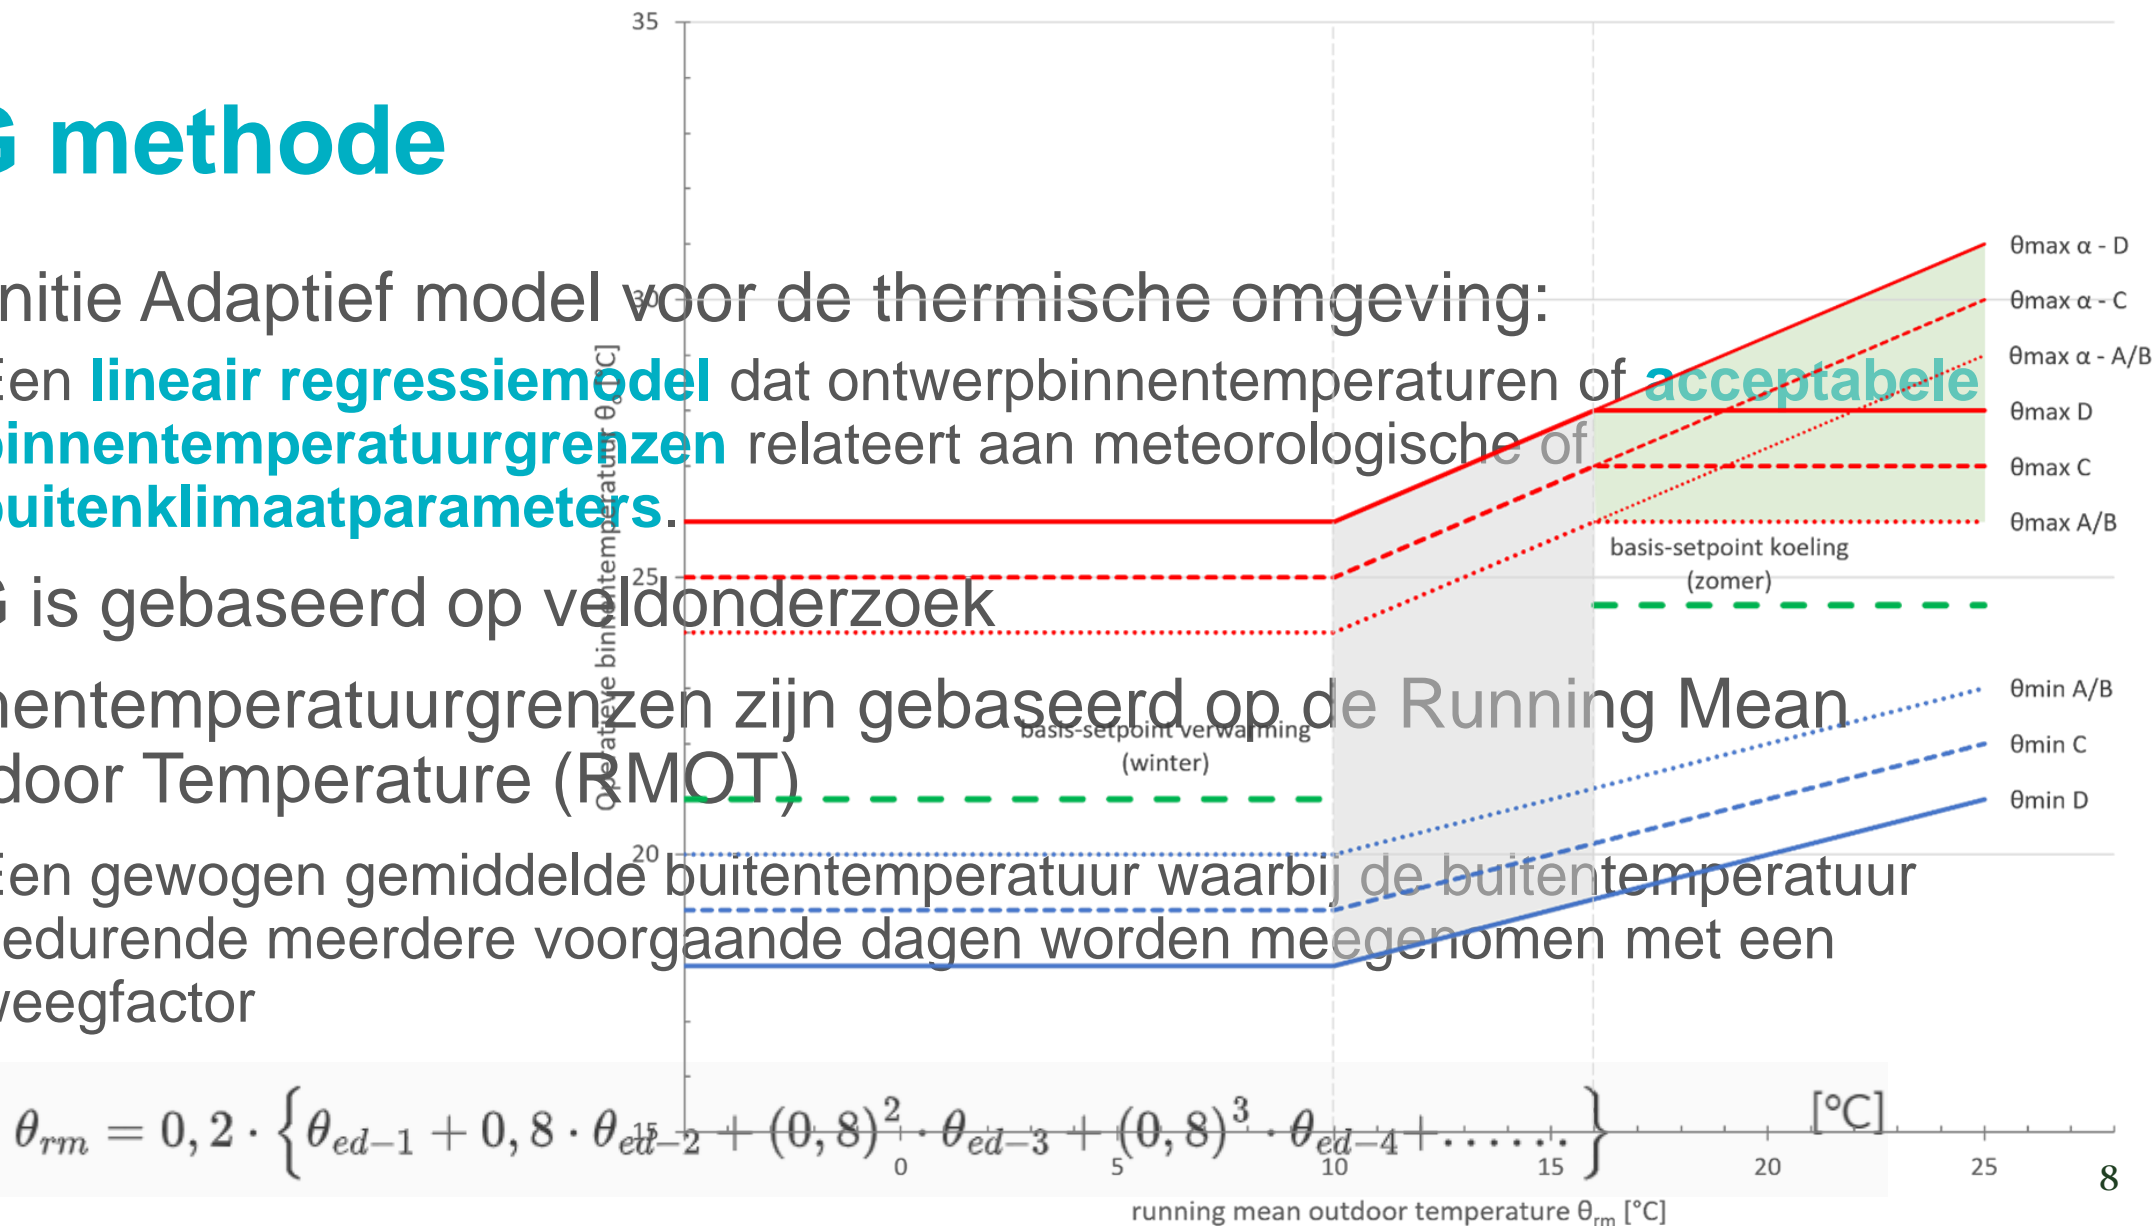 G methode
nitie Adaptief model voor de thermische omgeving:
Een lineair regressiemodel dat ontwerpbinnentemperaturen of acceptabele
binnentemperatuurgrenzen relateert aan meteorologische of
buitenklimaatparameters.
G is gebaseerd op veldonderzoek
nentemperatuurgrenzen zijn gebaseerd op de Running Mean
door Temperature (RMOT)
Een gewogen gemiddelde buitentemperatuur waarbij de buitentemperatuur
edurende meerdere voorgaande dagen worden meegenomen met een
weegfactor
θrm = 0, 2 · {θed−1 + 0, 8 · θed−2 + (0, 8)² · θed−3 + (0, 8)³ · θed−4 + ......} [°C]
8
35
30
25
20
15
Operatieve binnentemperatuur θo [°C]
0 5 10 15 20 25
running mean outdoor temperature θrm [°C]
basis-setpoint verwarming
(winter)
basis-setpoint koeling
(zomer)
θmax α - D
θmax α - C
θmax α - A/B
θmax D
θmax C
θmax A/B
θmin A/B
θmin C
θmin D